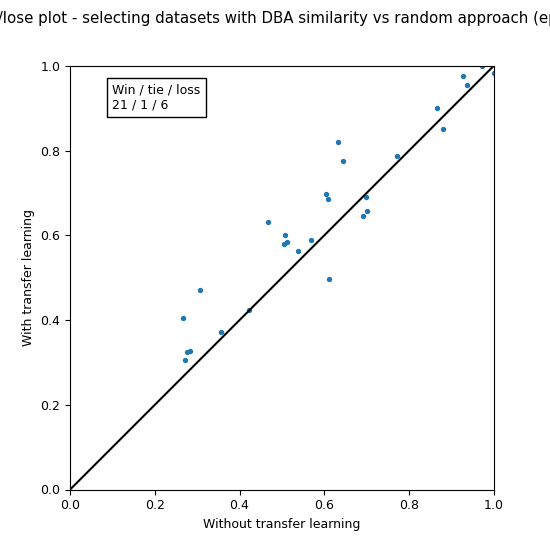 /lose plot - selecting datasets with DBA similarity vs random approach (e
1.0
Win / tie / loss
21 / 1 / 6
0.8
0.6
With transfer learning
0.4
0.2
0.0
0.0 0.2 0.4 0.6 0.8 1.0
Without transfer learning